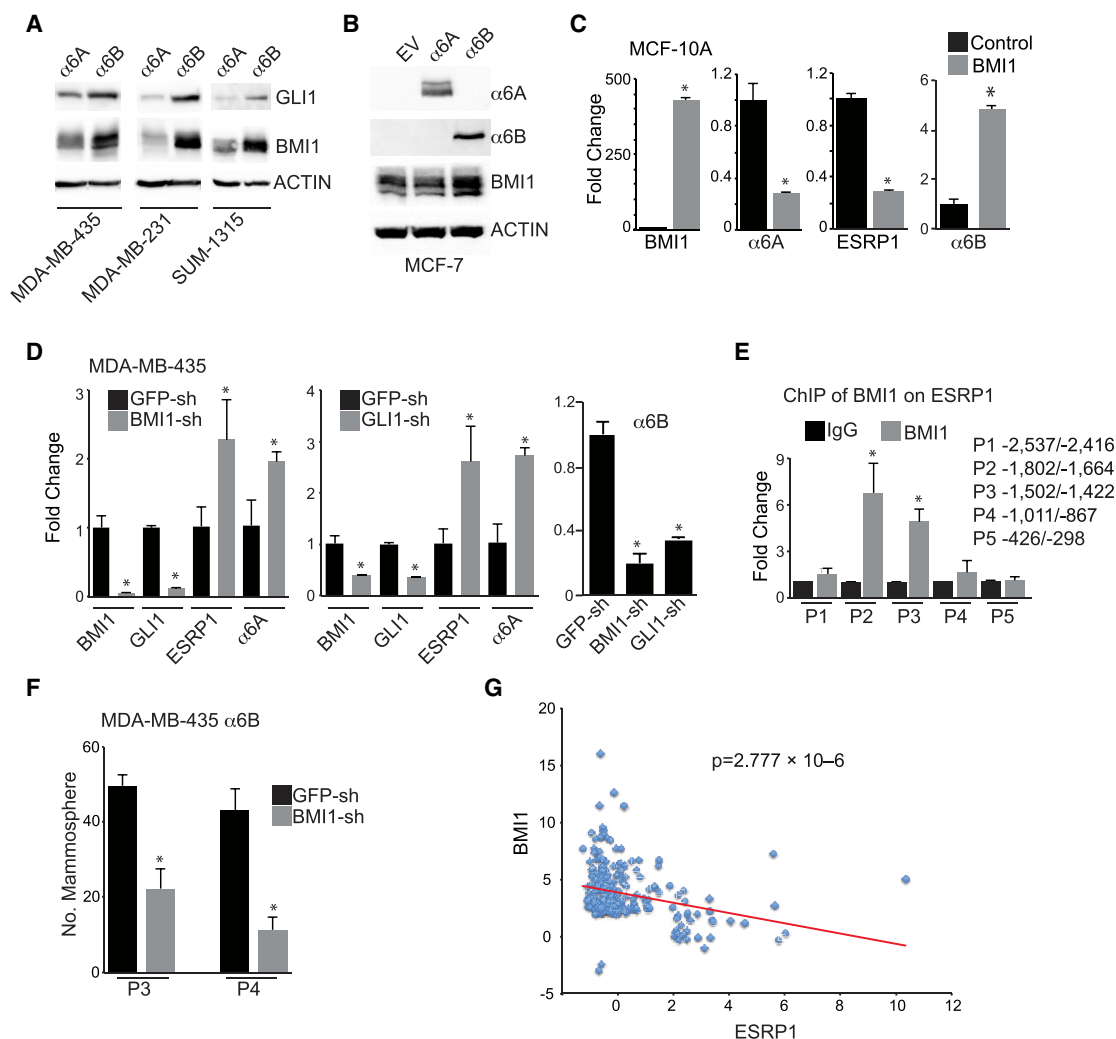 A
α6A α6B α6A α6B α6A α6B
GLI1
BMI1
ACTIN
MDA-MB-435
MDA-MB-231
SUM-1315
B
EV α6A α6B
α6A
α6B
BMI1
ACTIN
MCF-7
C
MCF-10A
Control
BMI1
Fold Change
500
250
0
*
BMI1
1.2
0.8
0.4
0
*
α6A
1.2
0.8
0.4
0
*
ESRP1
6
4
2
0
*
α6B
D
MDA-MB-435
Fold Change
3
2
1
0
GFP-sh
BMI1-sh
* * * *
BMI1 GLI1 ESRP1 α6A
4
3
2
1
0
GFP-sh
GLI1-sh
* * * *
BMI1 GLI1 ESRP1 α6A
1.2
0.8
0.4
0
α6B
* *
GFP-sh BMI1-sh GLI1-sh
E
ChIP of BMI1 on ESRP1
IgG BMI1
P1 -2,537/-2,416
P2 -1,802/-1,664
P3 -1,502/-1,422
P4 -1,011/-867
P5 -426/-298
Fold Change
9
6
3
0
* *
P1 P2 P3 P4 P5
F
MDA-MB-435 α6B
No. Mammosphere
60
40
20
0
GFP-sh
BMI1-sh
* *
P3 P4
G
p=2.777 × 10–6
BMI1
20
15
10
5
0
-5
0 2 4 6 8 10 12
ESRP1